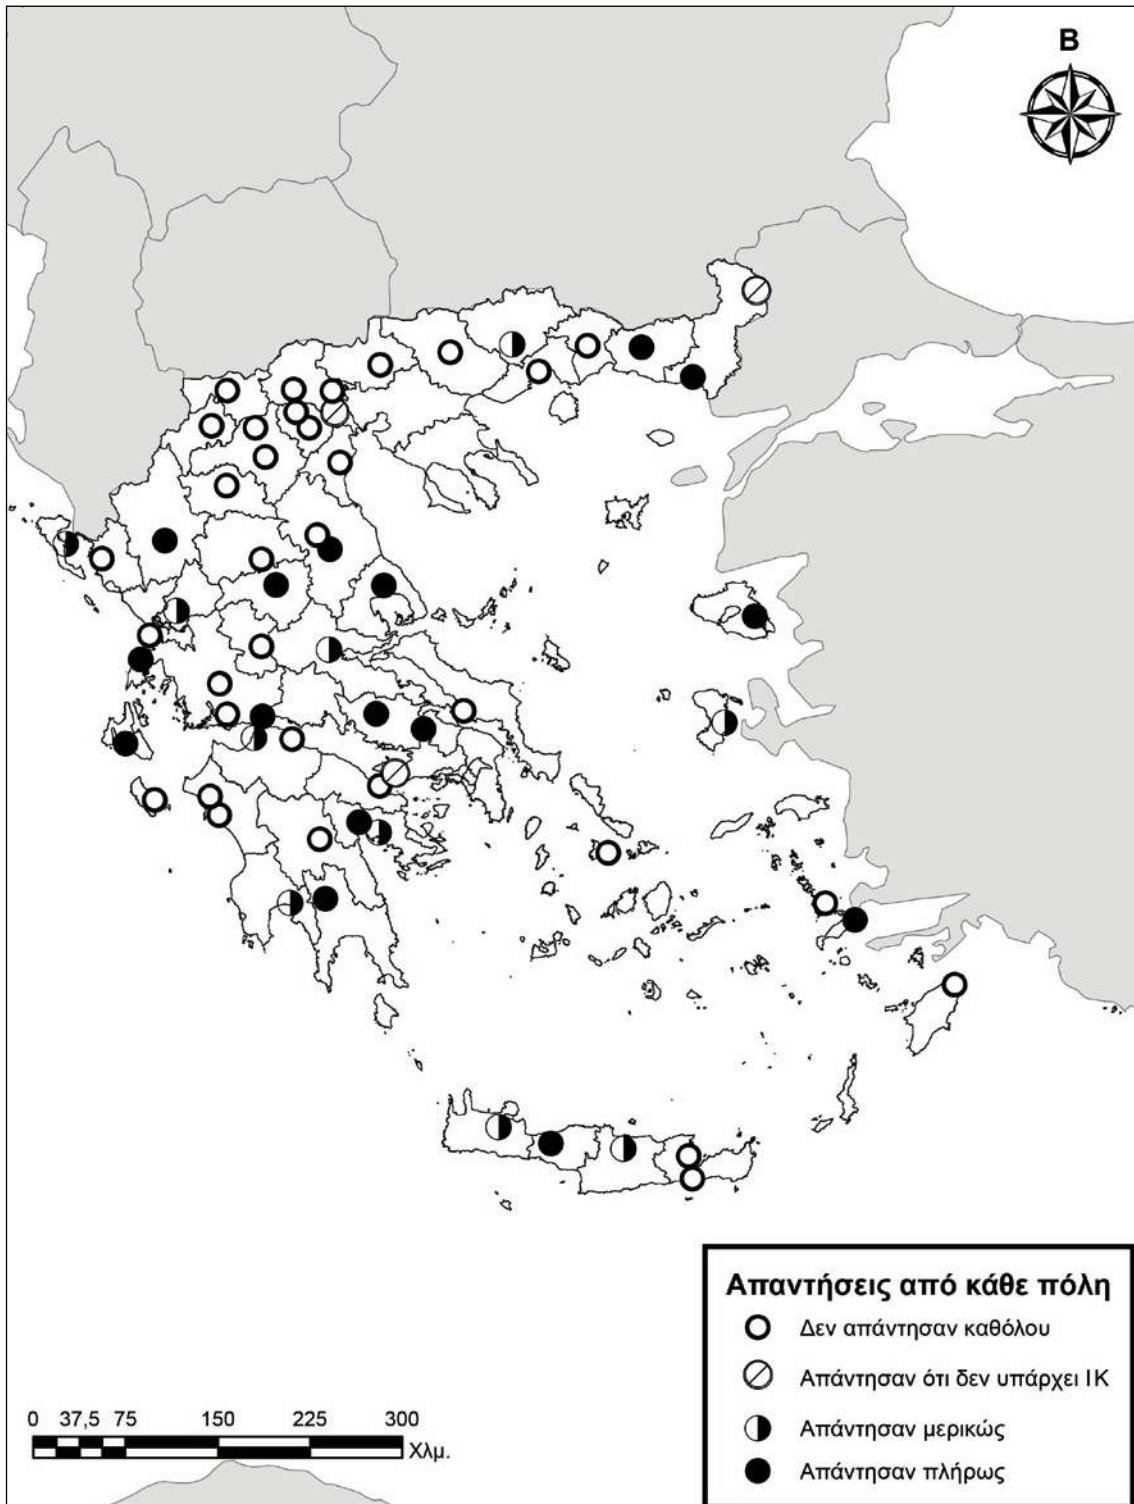 Β
Απαντήσεις από κάθε πόλη
Δεν απάντησαν καθόλου
Απάντησαν ότι δεν υπάρχει ΙΚ
Απάντησαν μερικώς
Απάντησαν πλήρως
0 37,5 75 150 225 300
Χλμ.